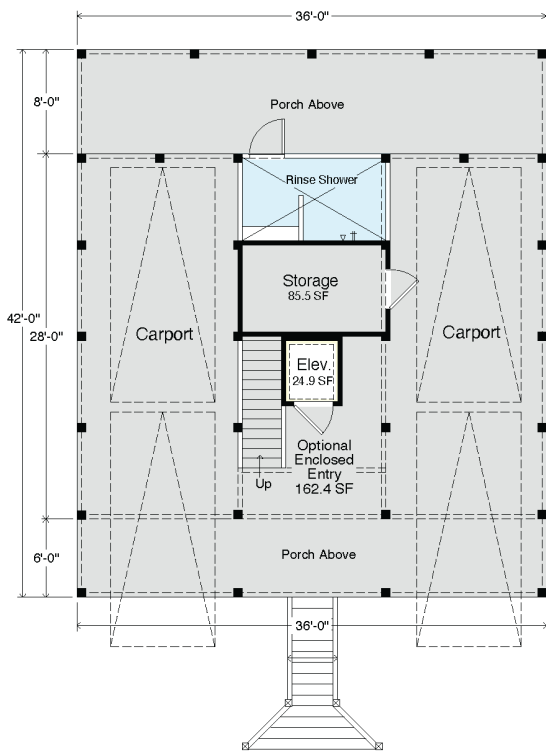 36'-0"
8'-0"
Porch Above
Rinse Shower
Storage
85.5 SF
42'-0"
28'-0"
Carport
Carport
Elev.
24.9 SF
Optional
Enclosed
Entry
162.4 SF
Up
6'-0"
Porch Above
36'-0"